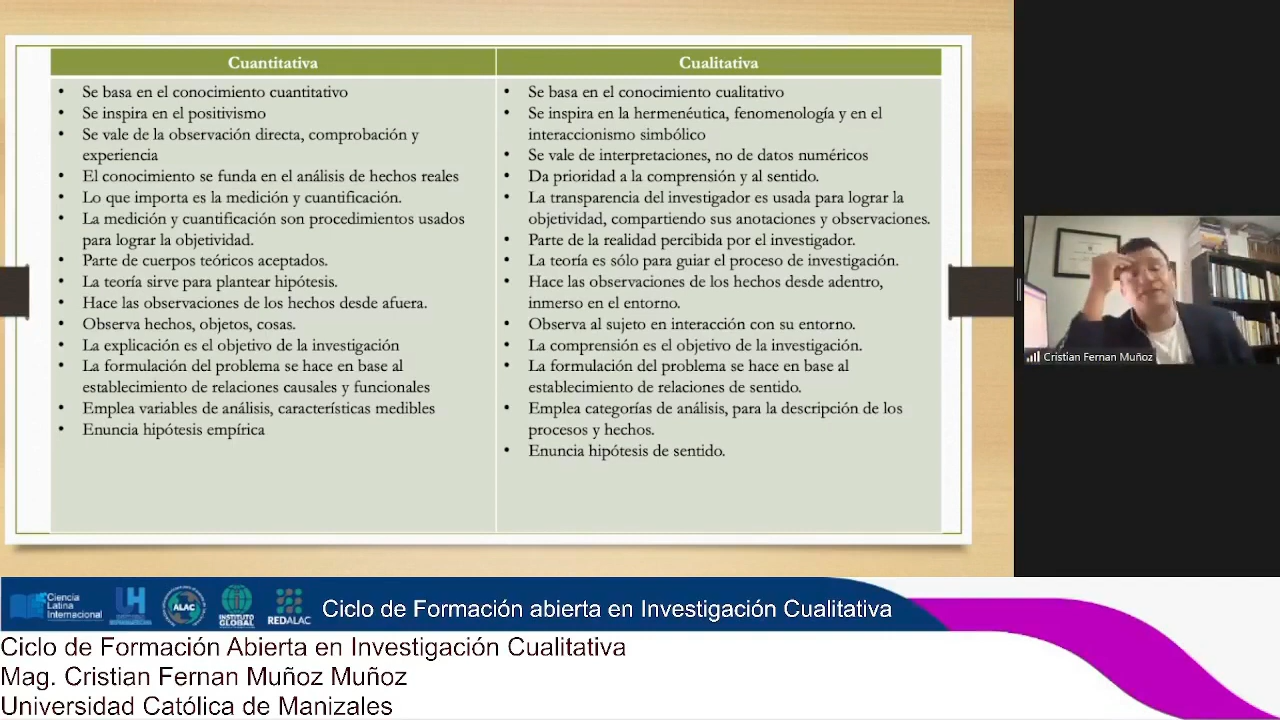 Cuantitativa
Se basa en el conocimiento cuantitativo
Se inspira en el positivismo
Se vale de la observación directa, comprobación y
experiencia
El conocimiento se funda en el análisis de hechos reales
Lo que importa es la medición y cuantificación.
La medición y cuantificación son procedimientos usados
para lograr la objetividad.
Parte de cuerpos teóricos aceptados.
La teoría sirve para plantear hipótesis.
Hace las observaciones de los hechos desde afuera.
Observa hechos, objetos, cosas.
La explicación es el objetivo de la investigación
La formulación del problema se hace en base al
establecimiento de relaciones causales y funcionales
Emplea variables de análisis, características medibles
Enuncia hipótesis empírica
Cualitativa
Se basa en el conocimiento cualitativo
Se inspira en la hermenéutica, fenomenología y en el
interaccionismo simbólico
Se vale de interpretaciones, no de datos numéricos
Da prioridad a la comprensión y al sentido.
La transparencia del investigador es usada para lograr la
objetividad, compartiendo sus anotaciones y observaciones.
Parte de la realidad percibida por el investigador.
La teoría es sólo para guiar el proceso de investigación.
Hace las observaciones de los hechos desde adentro,
inmerso en el entorno.
Observa al sujeto en interacción con su entorno.
La comprensión es el objetivo de la investigación.
La formulación del problema se hace en base al
establecimiento de relaciones de sentido.
Emplea categorías de análisis, para la descripción de los
procesos y hechos.
Enuncia hipótesis de sentido.
Cristian Fernan Muñoz
Ciencia
Latina
Internacional
UH
ALAC
INSTITUTO
GLOBAL
REDALAC
Ciclo de Formación abierta en Investigación Cualitativa
Ciclo de Formación Abierta en Investigación Cualitativa
Mag. Cristian Fernan Muñoz Muñoz
Universidad Católica de Manizales